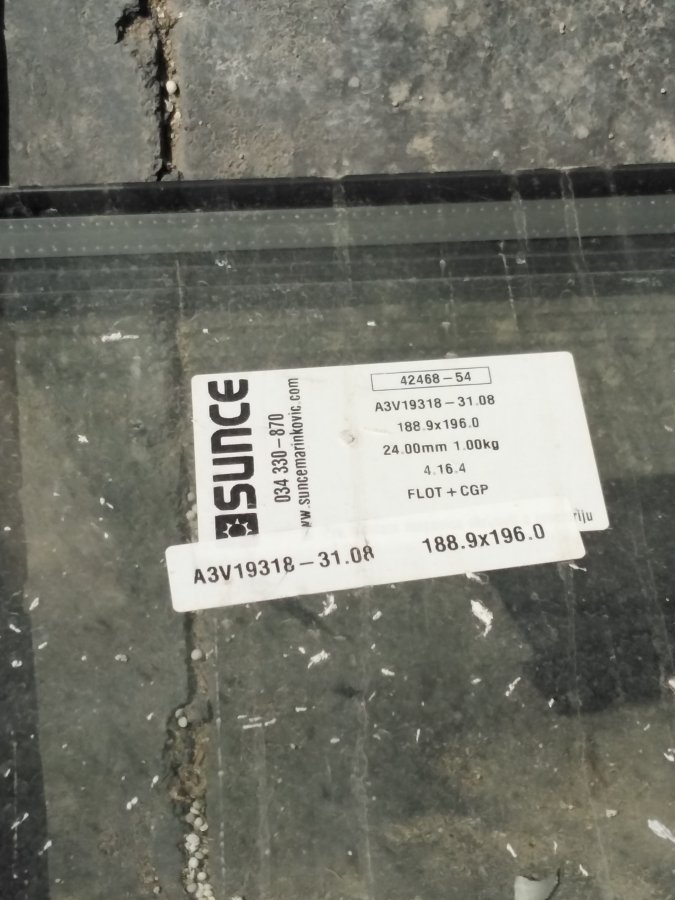 SUNCE
034 330-870
ww.suncemarinkovic.com
42468-54
A3V19318-31.08
188.9x196.0
24.00mm 1.00kg
4.16.4
FLOT+CGP
A3V19318-31.08 188.9x196.0